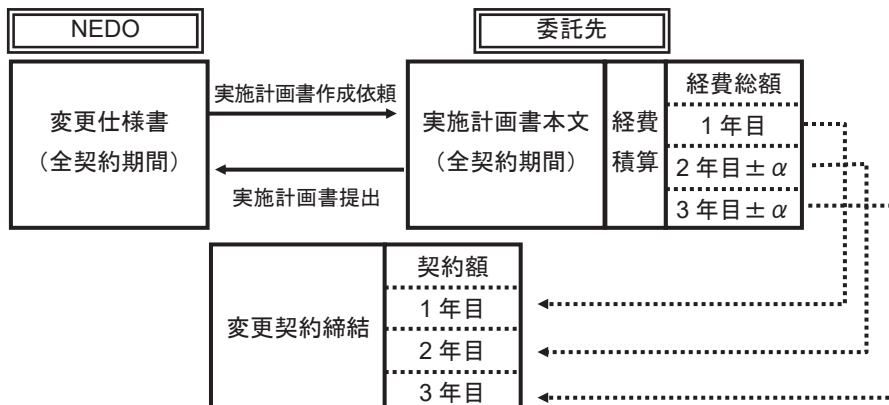 NEDO
委託先
変更仕様書
(全契約期間)
実施計画書作成依頼
実施計画書提出
実施計画書本文
(全契約期間)
経費
積算
経費総額
1年目
2年目±α
3年目±α
変更契約締結
契約額
1年目
2年目
3年目